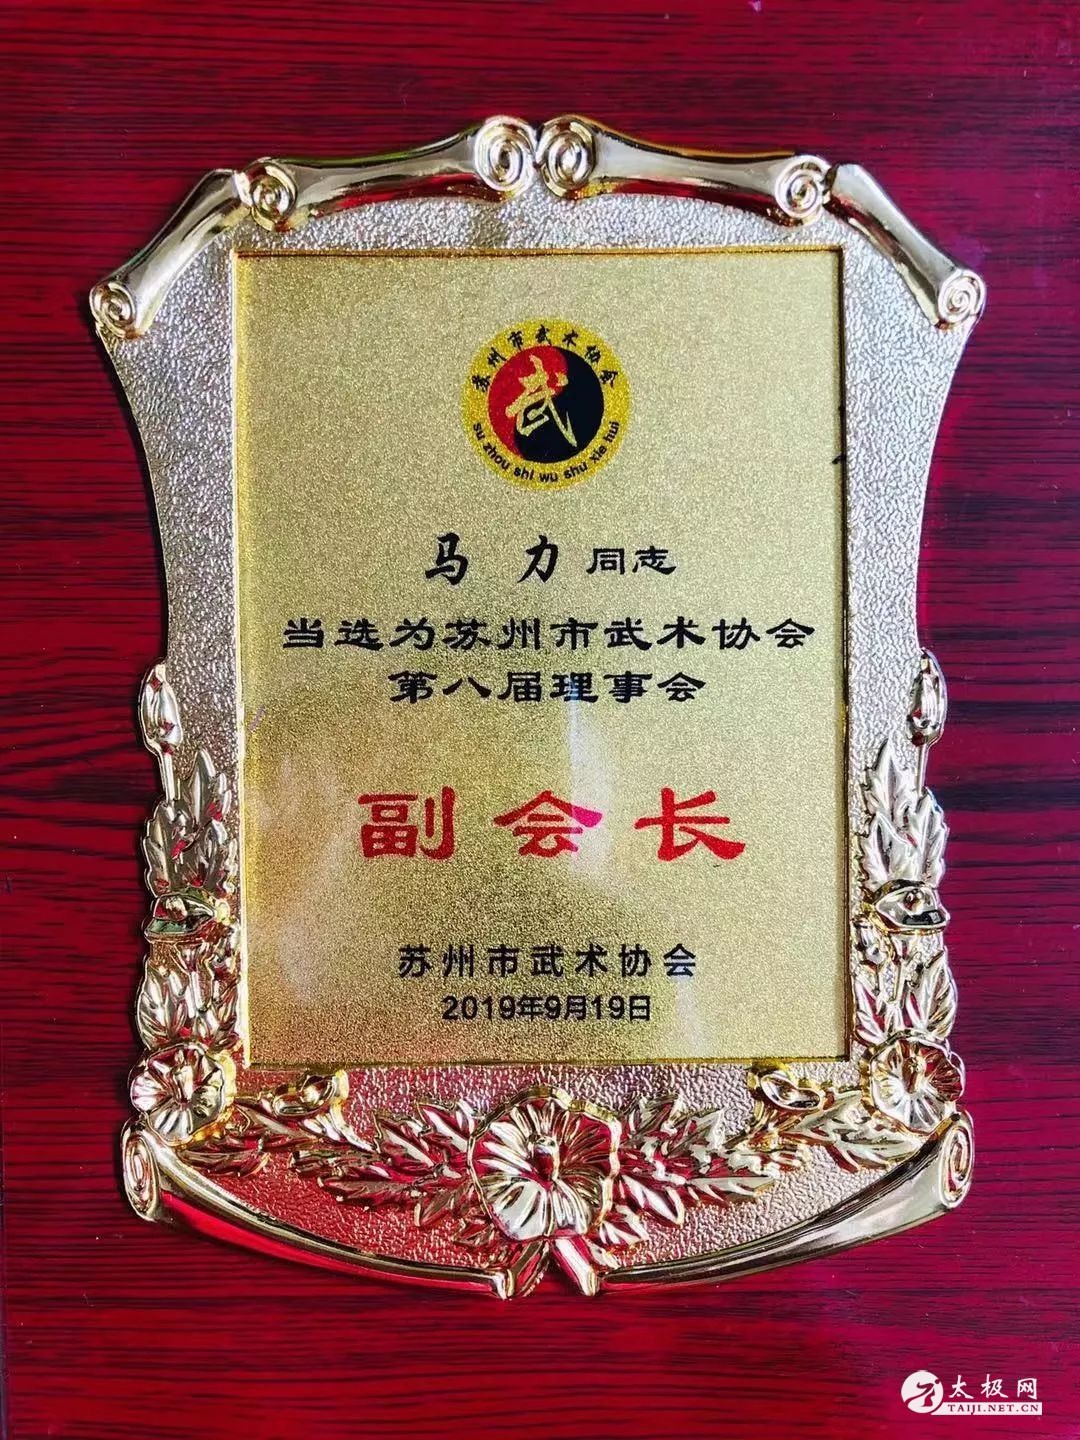 苏州市武术协会
武
su zhou shi wu shu xie hui
马 力 同志
当选为苏州市武术协会
第八届理事会
副会长
苏州市武术协会
2019年9月19日
太极网
TAIJI.NET.CN